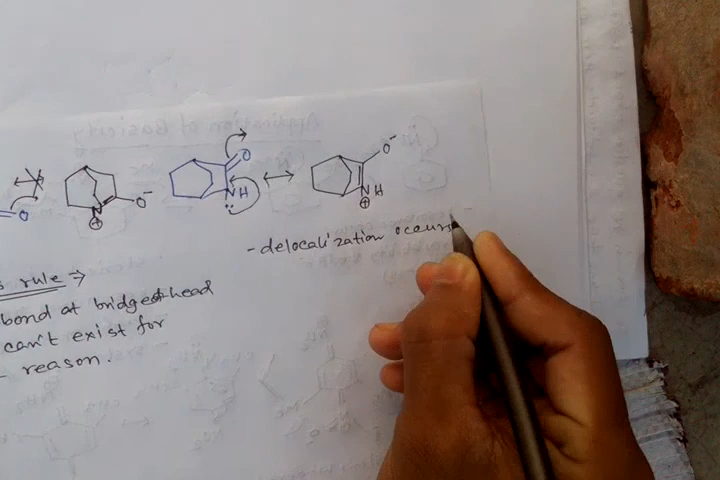 O
O⁻
⊕
O
N H
O⁻
N H
⊕
- delocalization occurs
s rule →
bond at bridgehead
can't exist for
reason.